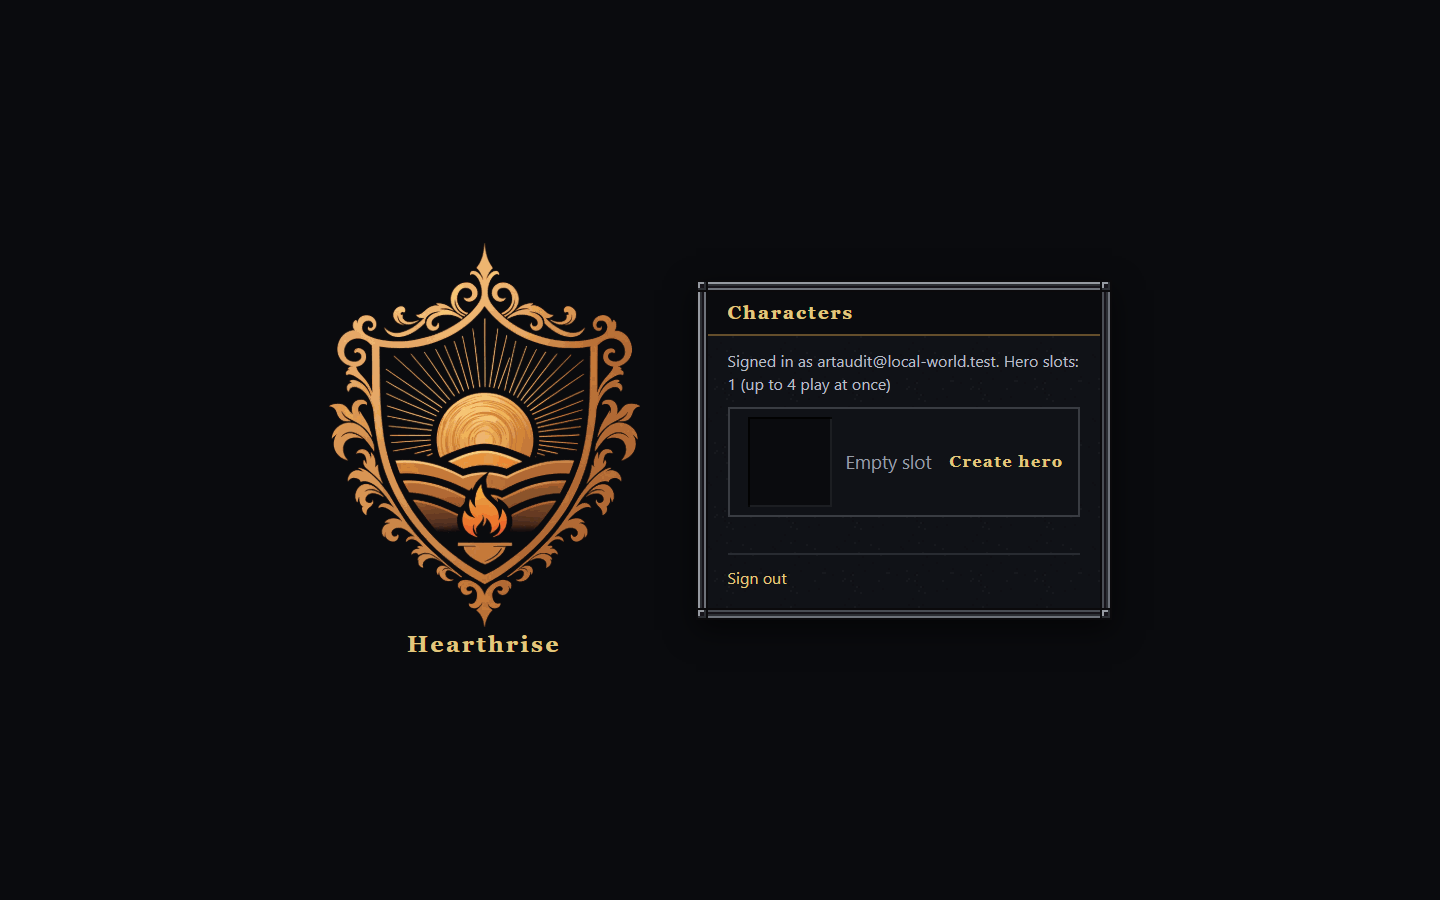 Hearthrise
Characters
Signed in as artaudit@local-world.test. Hero slots:
1 (up to 4 play at once)
Empty slot
Create hero
Sign out